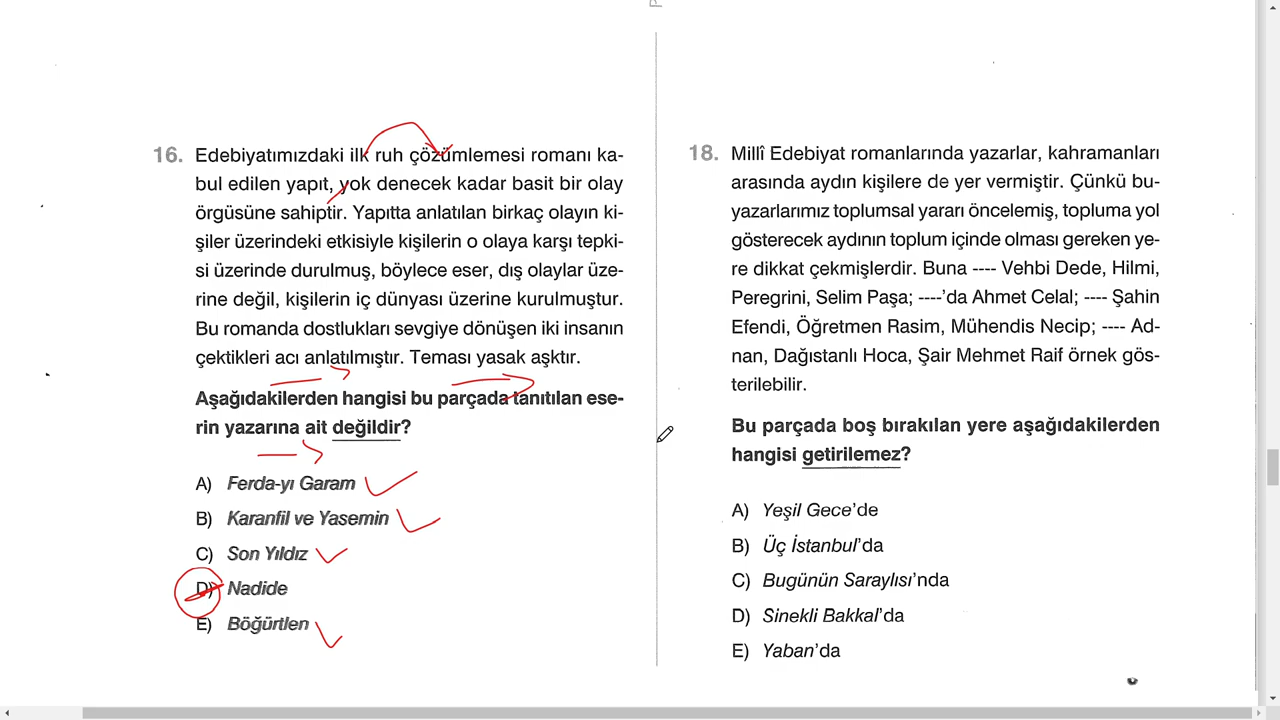 16. Edebiyatımızdaki ilk ruh çözümlemesi romanı ka-
bul edilen yapıt, yok denecek kadar basit bir olay
örgüsüne sahiptir. Yapıtta anlatılan birkaç olayın ki-
şiler üzerindeki etkisiyle kişilerin o olaya karşı tepki-
si üzerinde durulmuş, böylece eser, dış olaylar üze-
rine değil, kişilerin iç dünyası üzerine kurulmuştur.
Bu romanda dostlukları sevgiye dönüşen iki insanın
çektikleri acı anlatılmıştır. Teması yasak aşktır.
Aşağıdakilerden hangisi bu parçada tanıtılan ese-
rin yazarına ait değildir?
A) Ferda-yı Garam
B) Karanfil ve Yasemin
C) Son Yıldız
D) Nadide
E) Böğürtlen
18. Millî Edebiyat romanlarında yazarlar, kahramanları
arasında aydın kişilere de yer vermiştir. Çünkü bu-
yazarlarımız toplumsal yararı öncelemiş, topluma yol
gösterecek aydının toplum içinde olması gereken ye-
re dikkat çekmişlerdir. Buna ---- Vehbi Dede, Hilmi,
Peregrini, Selim Paşa; ----'da Ahmet Celal; ---- Şahin
Efendi, Öğretmen Rasim, Mühendis Necip; ---- Ad-
nan, Dağıstanlı Hoca, Şair Mehmet Raif örnek gös-
terilebilir.
Bu parçada boş bırakılan yere aşağıdakilerden
hangisi getirilemez?
A) Yeşil Gece'de
B) Üç İstanbul'da
C) Bugünün Saraylısı'nda
D) Sinekli Bakkal'da
E) Yaban'da